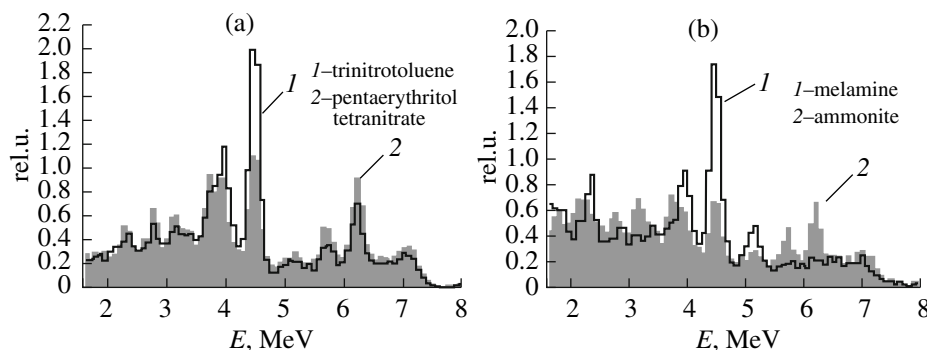 (a)
rel.u.
2.2
2.0
1.8
1.6
1.4
1.2
1.0
0.8
0.6
0.4
0.2
0
1
1–trinitrotoluene
2–pentaerythritol
tetranitrate
2
2 3 4 5 6 7 8
E, MeV
(b)
rel.u.
2.0
1.8
1.6
1.4
1.2
1.0
0.8
0.6
0.4
0.2
0
1
1–melamine
2–ammonite
2
2 3 4 5 6 7 8
E, MeV